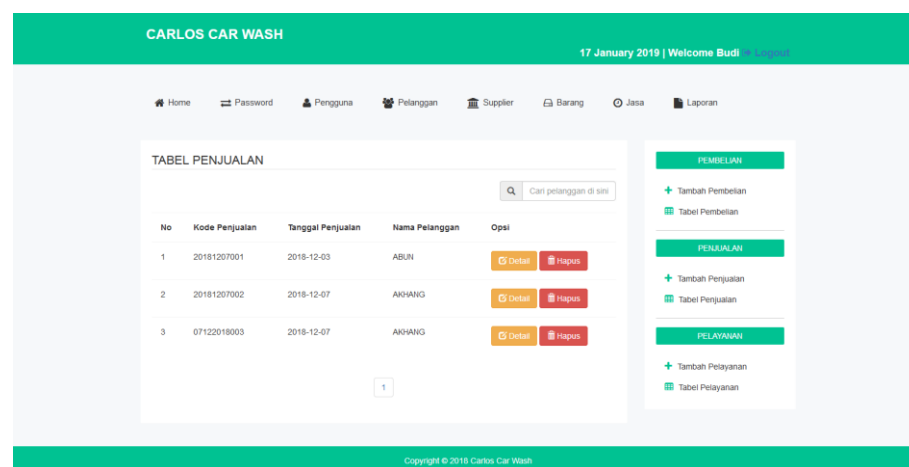 CARLOS CAR WASH
17 January 2019 | Welcome Budi Logout
Home Password Pengguna Pelanggan Supplier Barang Jasa Laporan
TABEL PENJUALAN
Cari pelanggan di sini
No Kode Penjualan Tanggal Penjualan Nama Pelanggan Opsi
1 20181207001 2018-12-03 ABUN Detail Hapus
2 20181207002 2018-12-07 AKHANG Detail Hapus
3 07122018003 2018-12-07 AKHANG Detail Hapus
1
PEMBELIAN
Tambah Pembelian
Tabel Pembelian
PENJUALAN
Tambah Penjualan
Tabel Penjualan
PELAYANAN
Tambah Pelayanan
Tabel Pelayanan
Copyright © 2018 Carlos Car Wash